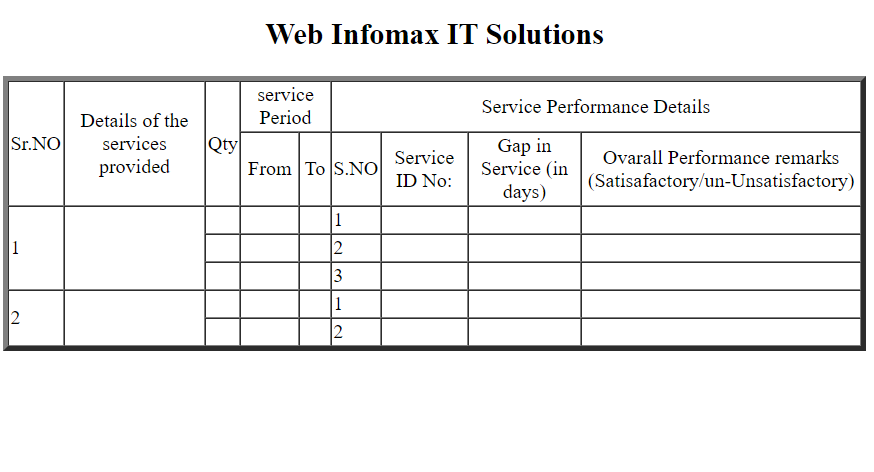 Web Infomax IT Solutions
Sr.NO
Details of the
services
provided
Qty
service
Period
Service Performance Details
From
To
S.NO
Service
ID No:
Gap in
Service (in
days)
Ovarall Performance remarks
(Satisafactory/un-Unsatisfactory)
1
1
2
3
2
1
2